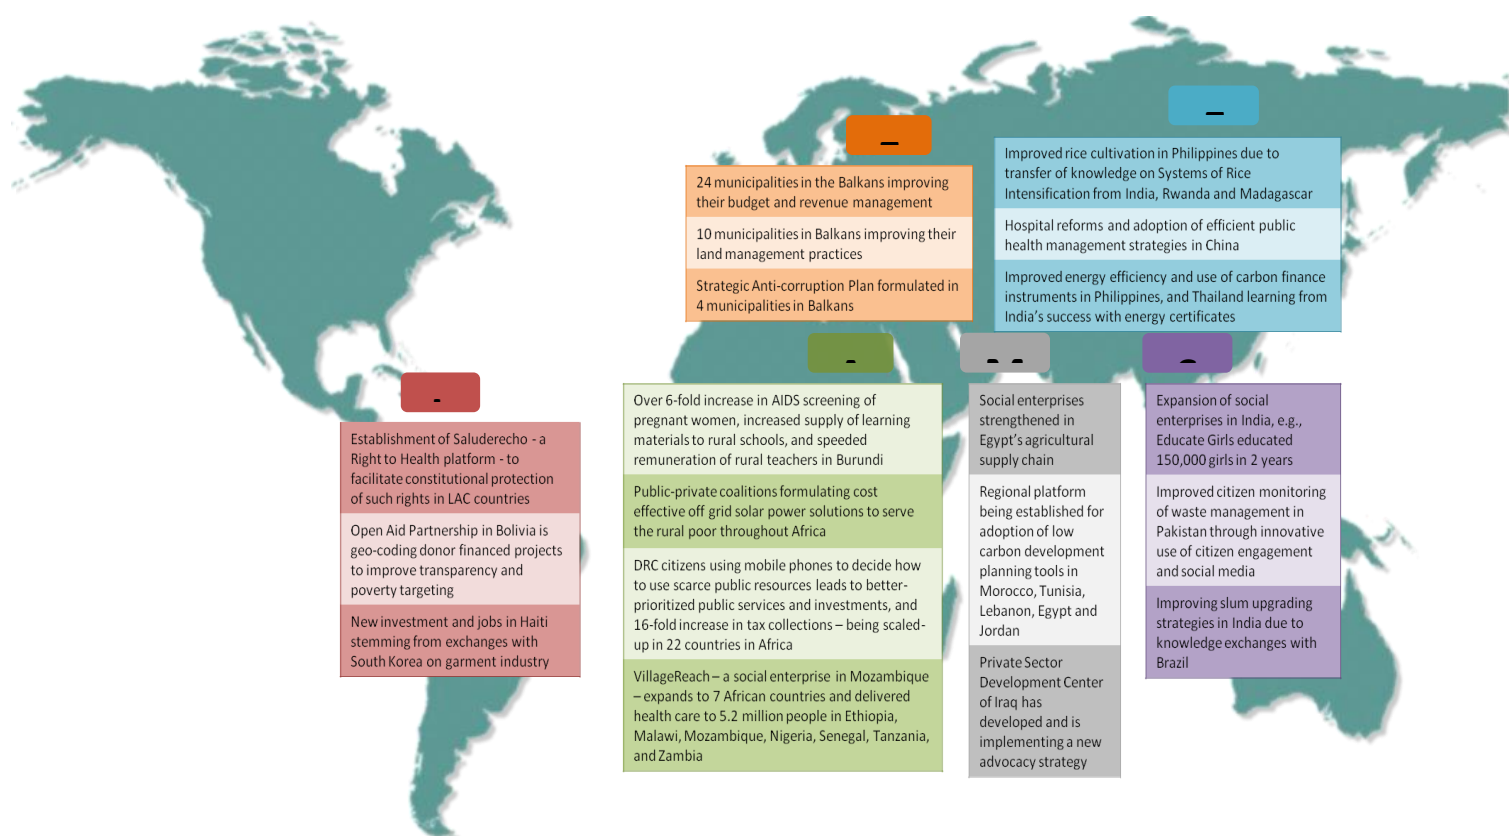 24 municipalities in the Balkans improving
their budget and revenue management
10 municipalities in Balkans improving their
land management practices
Strategic Anti-corruption Plan formulated in
4 municipalities in Balkans
Improved rice cultivation in Philippines due to
transfer of knowledge on Systems of Rice
Intensification from India, Rwanda and Madagascar
Hospital reforms and adoption of efficient public
health management strategies in China
Improved energy efficiency and use of carbon finance
instruments in Philippines, and Thailand learning from
India's success with energy certificates
Establishment of Saluderecho - a
Right to Health platform - to
facilitate constitutional protection
of such rights in LAC countries
Open Aid Partnership in Bolivia is
geo-coding donor financed projects
to improve transparency and
poverty targeting
New investment and jobs in Haiti
stemming from exchanges with
South Korea on garment industry
Over 6-fold increase in AIDS screening of
pregnant women, increased supply of learning
materials to rural schools, and speeded
remuneration of rural teachers in Burundi
Public-private coalitions formulating cost
effective off grid solar power solutions to serve
the rural poor throughout Africa
DRC citizens using mobile phones to decide how
to use scarce public resources leads to better-
prioritized public services and investments, and
16-fold increase in tax collections – being scaled-
up in 22 countries in Africa
VillageReach – a social enterprise in Mozambique
– expands to 7 African countries and delivered
health care to 5.2 million people in Ethiopia,
Malawi, Mozambique, Nigeria, Senegal, Tanzania,
and Zambia
Social enterprises
strengthened in
Egypt's agricultural
supply chain
Regional platform
being established for
adoption of low
carbon development
planning tools in
Morocco, Tunisia,
Lebanon, Egypt and
Jordan
Private Sector
Development Center
of Iraq has
developed and is
implementing a new
advocacy strategy
Expansion of social
enterprises in India, e.g.,
Educate Girls educated
150,000 girls in 2 years
Improved citizen monitoring
of waste management in
Pakistan through innovative
use of citizen engagement
and social media
Improving slum upgrading
strategies in India due to
knowledge exchanges with
Brazil